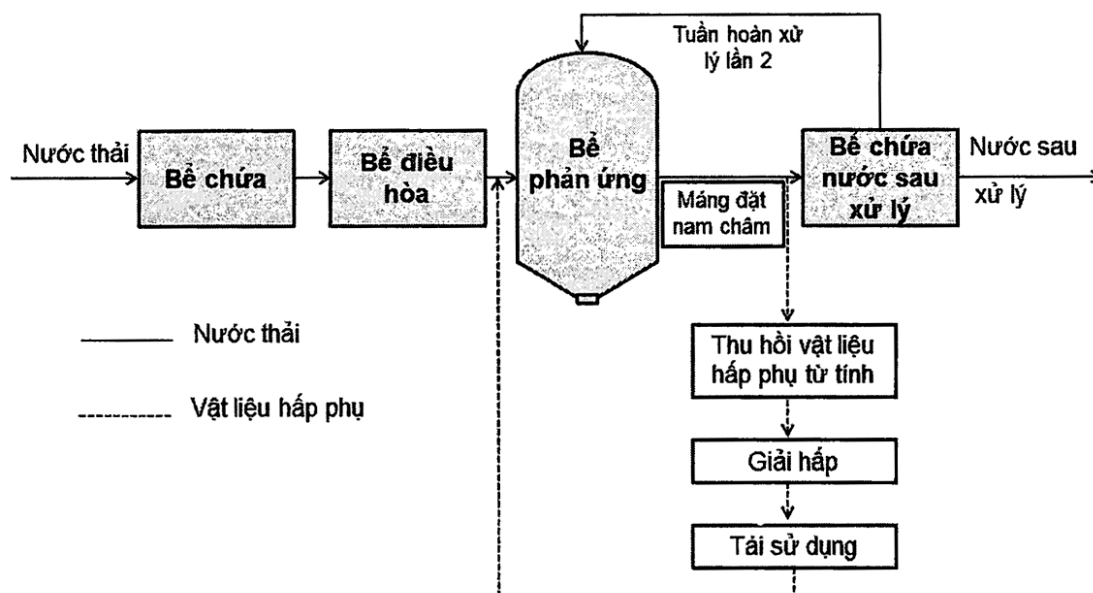 Tuần hoàn xử
lý lần 2
Nước thải
Bể chứa
Bể điều
hòa
Bể
phản ứng
Máng đặt
nam châm
Bể chứa
nước sau
xử lý
Nước sau
xử lý
Nước thải
Vật liệu hấp phụ
Thu hồi vật liệu
hấp phụ từ tính
Giải hấp
Tái sử dụng